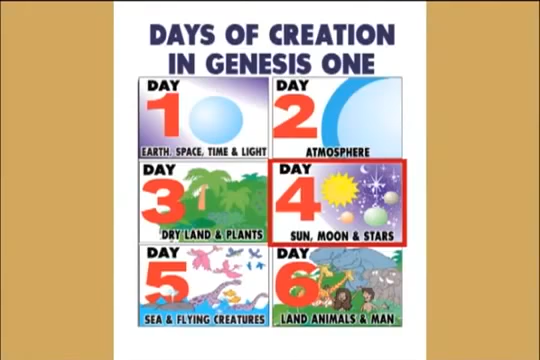 DAYS OF CREATION
IN GENESIS ONE
DAY
1
EARTH, SPACE, TIME & LIGHT
DAY
2
ATMOSPHERE
DAY
3
DRY LAND & PLANTS
DAY
4
SUN, MOON & STARS
DAY
5
SEA & FLYING CREATURES
DAY
6
LAND ANIMALS & MAN